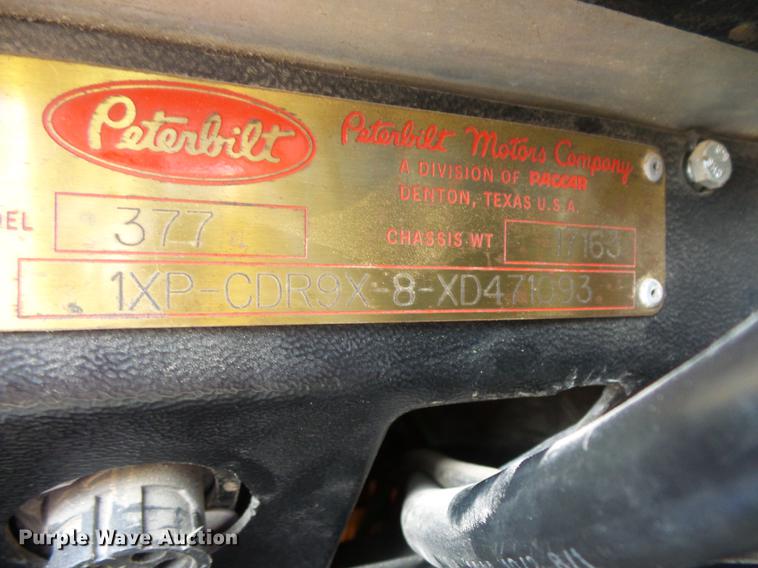 Peterbilt
Peterbilt Motors Company
A DIVISION OF PACCAR
DENTON, TEXAS U.S.A.
DEL 377
CHASSIS WT 17163
1XP-CDR9X-8-XD471093
Purple Wave Auction